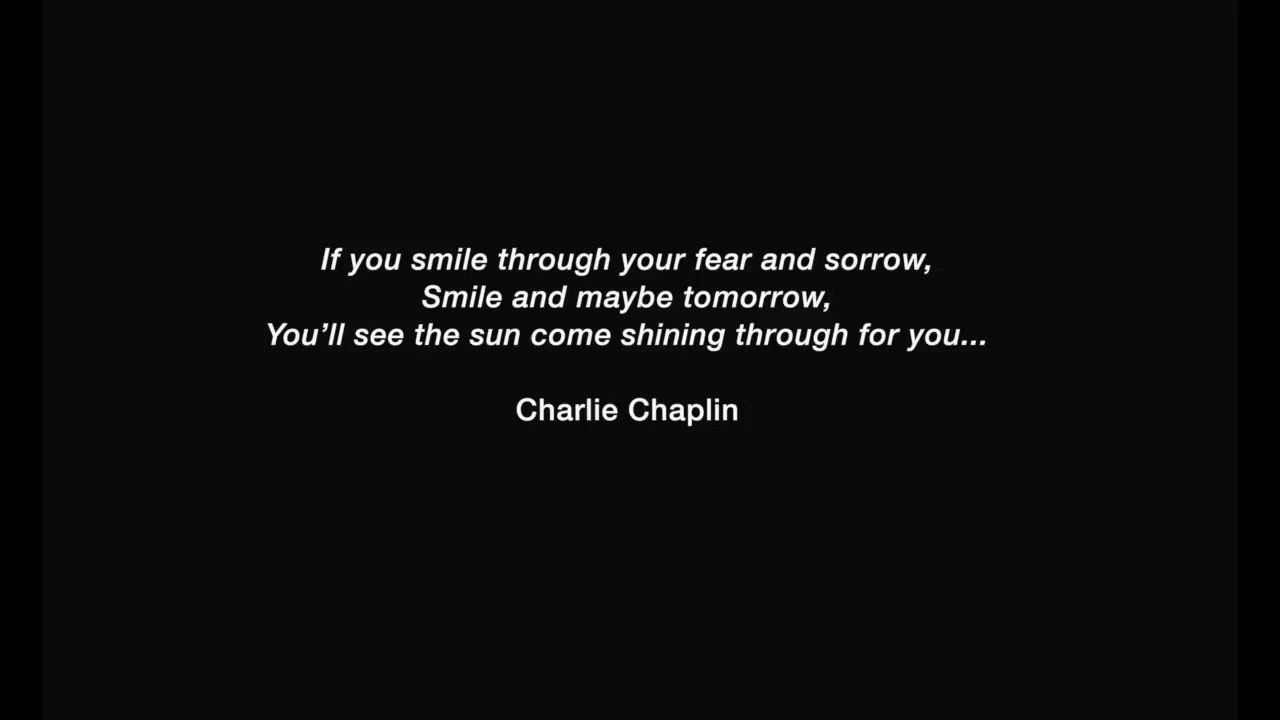 If you smile through your fear and sorrow,
Smile and maybe tomorrow,
You’ll see the sun come shining through for you...
Charlie Chaplin